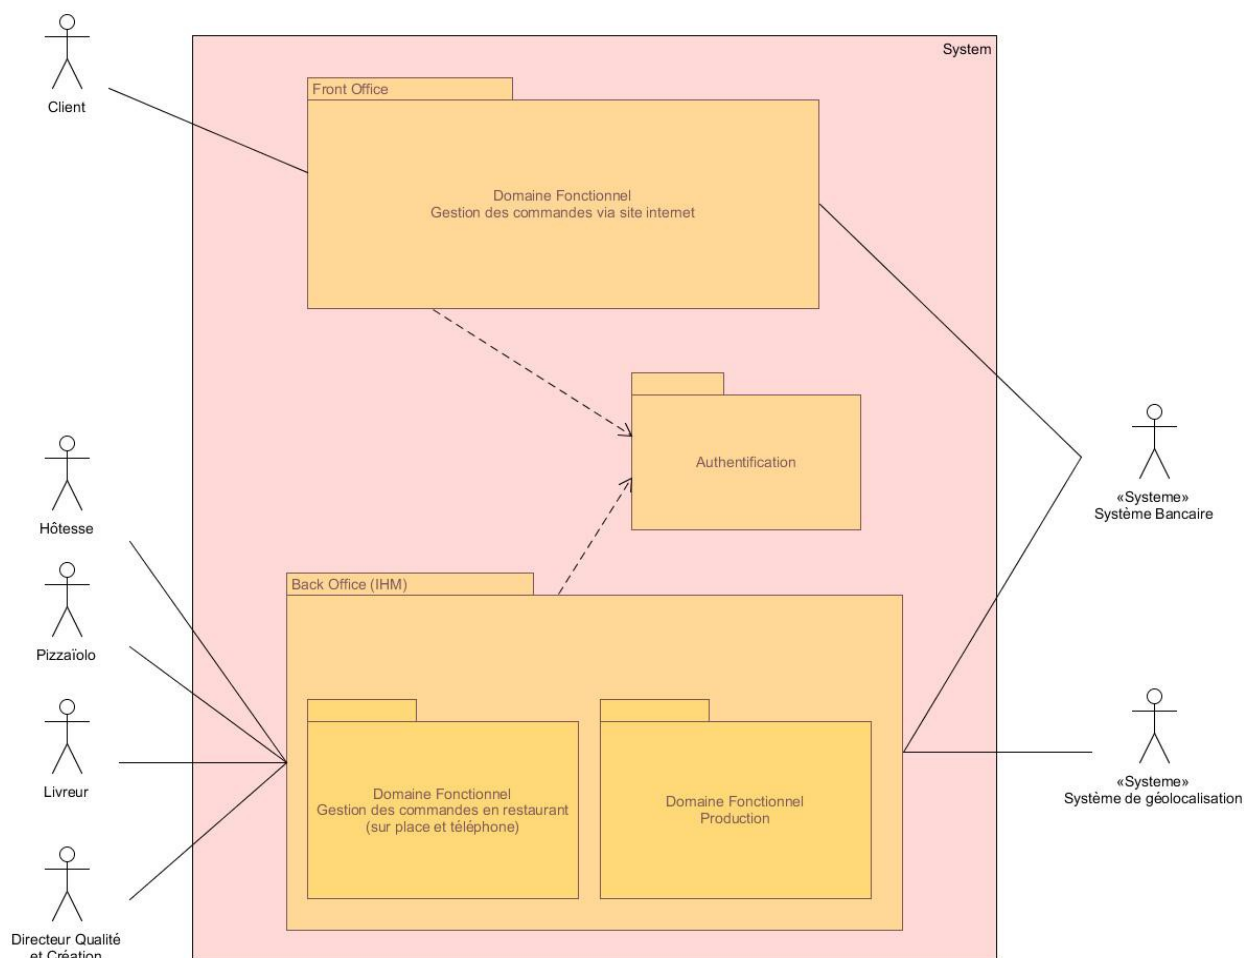 System
Client
Front Office
Domaine Fonctionnel
Gestion des commandes via site internet
Authentification
Hôtesse
«Systeme»
Système Bancaire
Back Office (IHM)
Pizzaïolo
Livreur
Domaine Fonctionnel
Gestion des commandes en restaurant
(sur place et téléphone)
Domaine Fonctionnel
Production
«Systeme»
Système de géolocalisation
Directeur Qualité
et Création